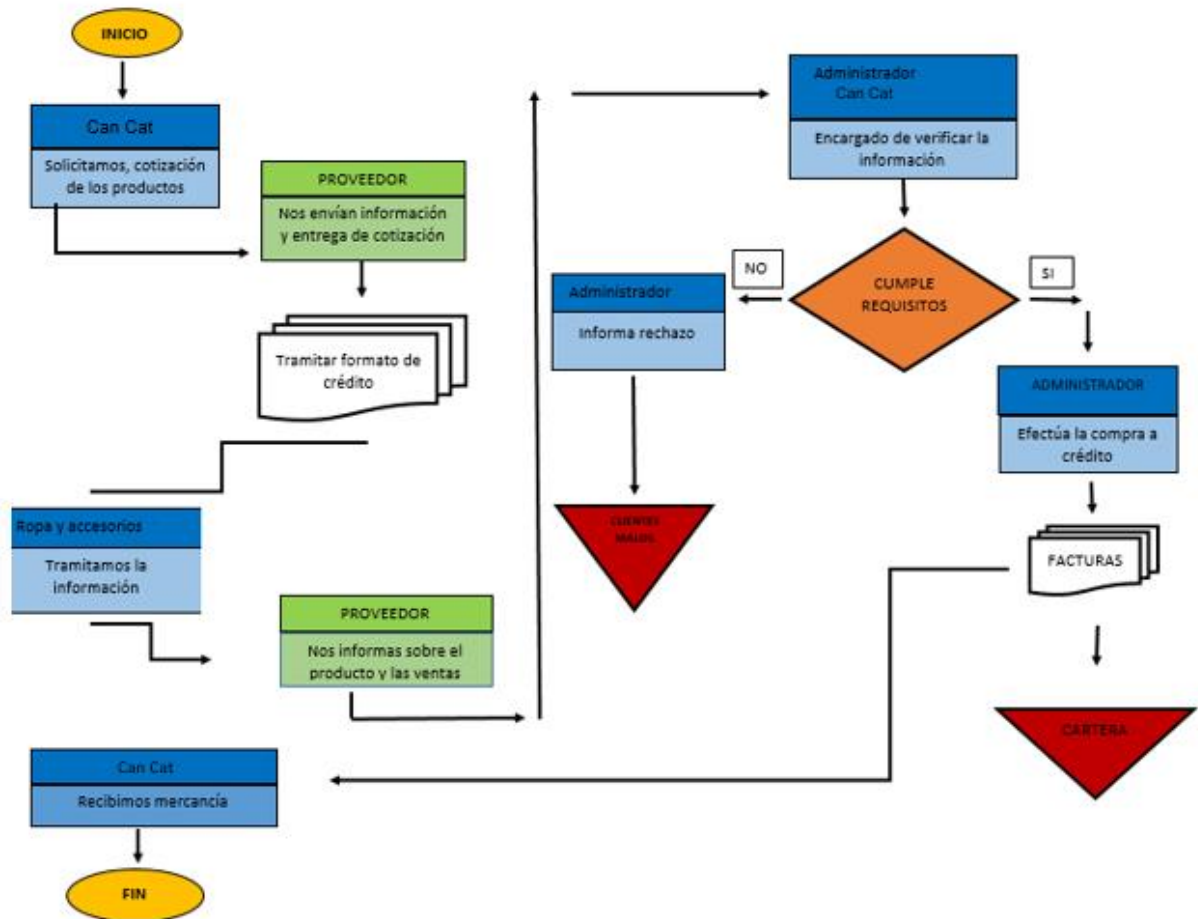 INICIO
Can Cat
Solicitamos, cotización
de los productos
PROVEEDOR
Nos envían información
y entrega de cotización
Tramitar formato de
crédito
Ropa y accesorios
Tramitamos la
información
PROVEEDOR
Nos informas sobre el
producto y las ventas
Administrador
Can Cat
Encargado de verificar la
información
CUMPLE
REQUISITOS
NO
SI
Administrador
Informa rechazo
CLIENTES
MALOS
ADMINISTRADOR
Efectúa la compra a
crédito
FACTURAS
CARTERA
Can Cat
Recibimos mercancía
FIN